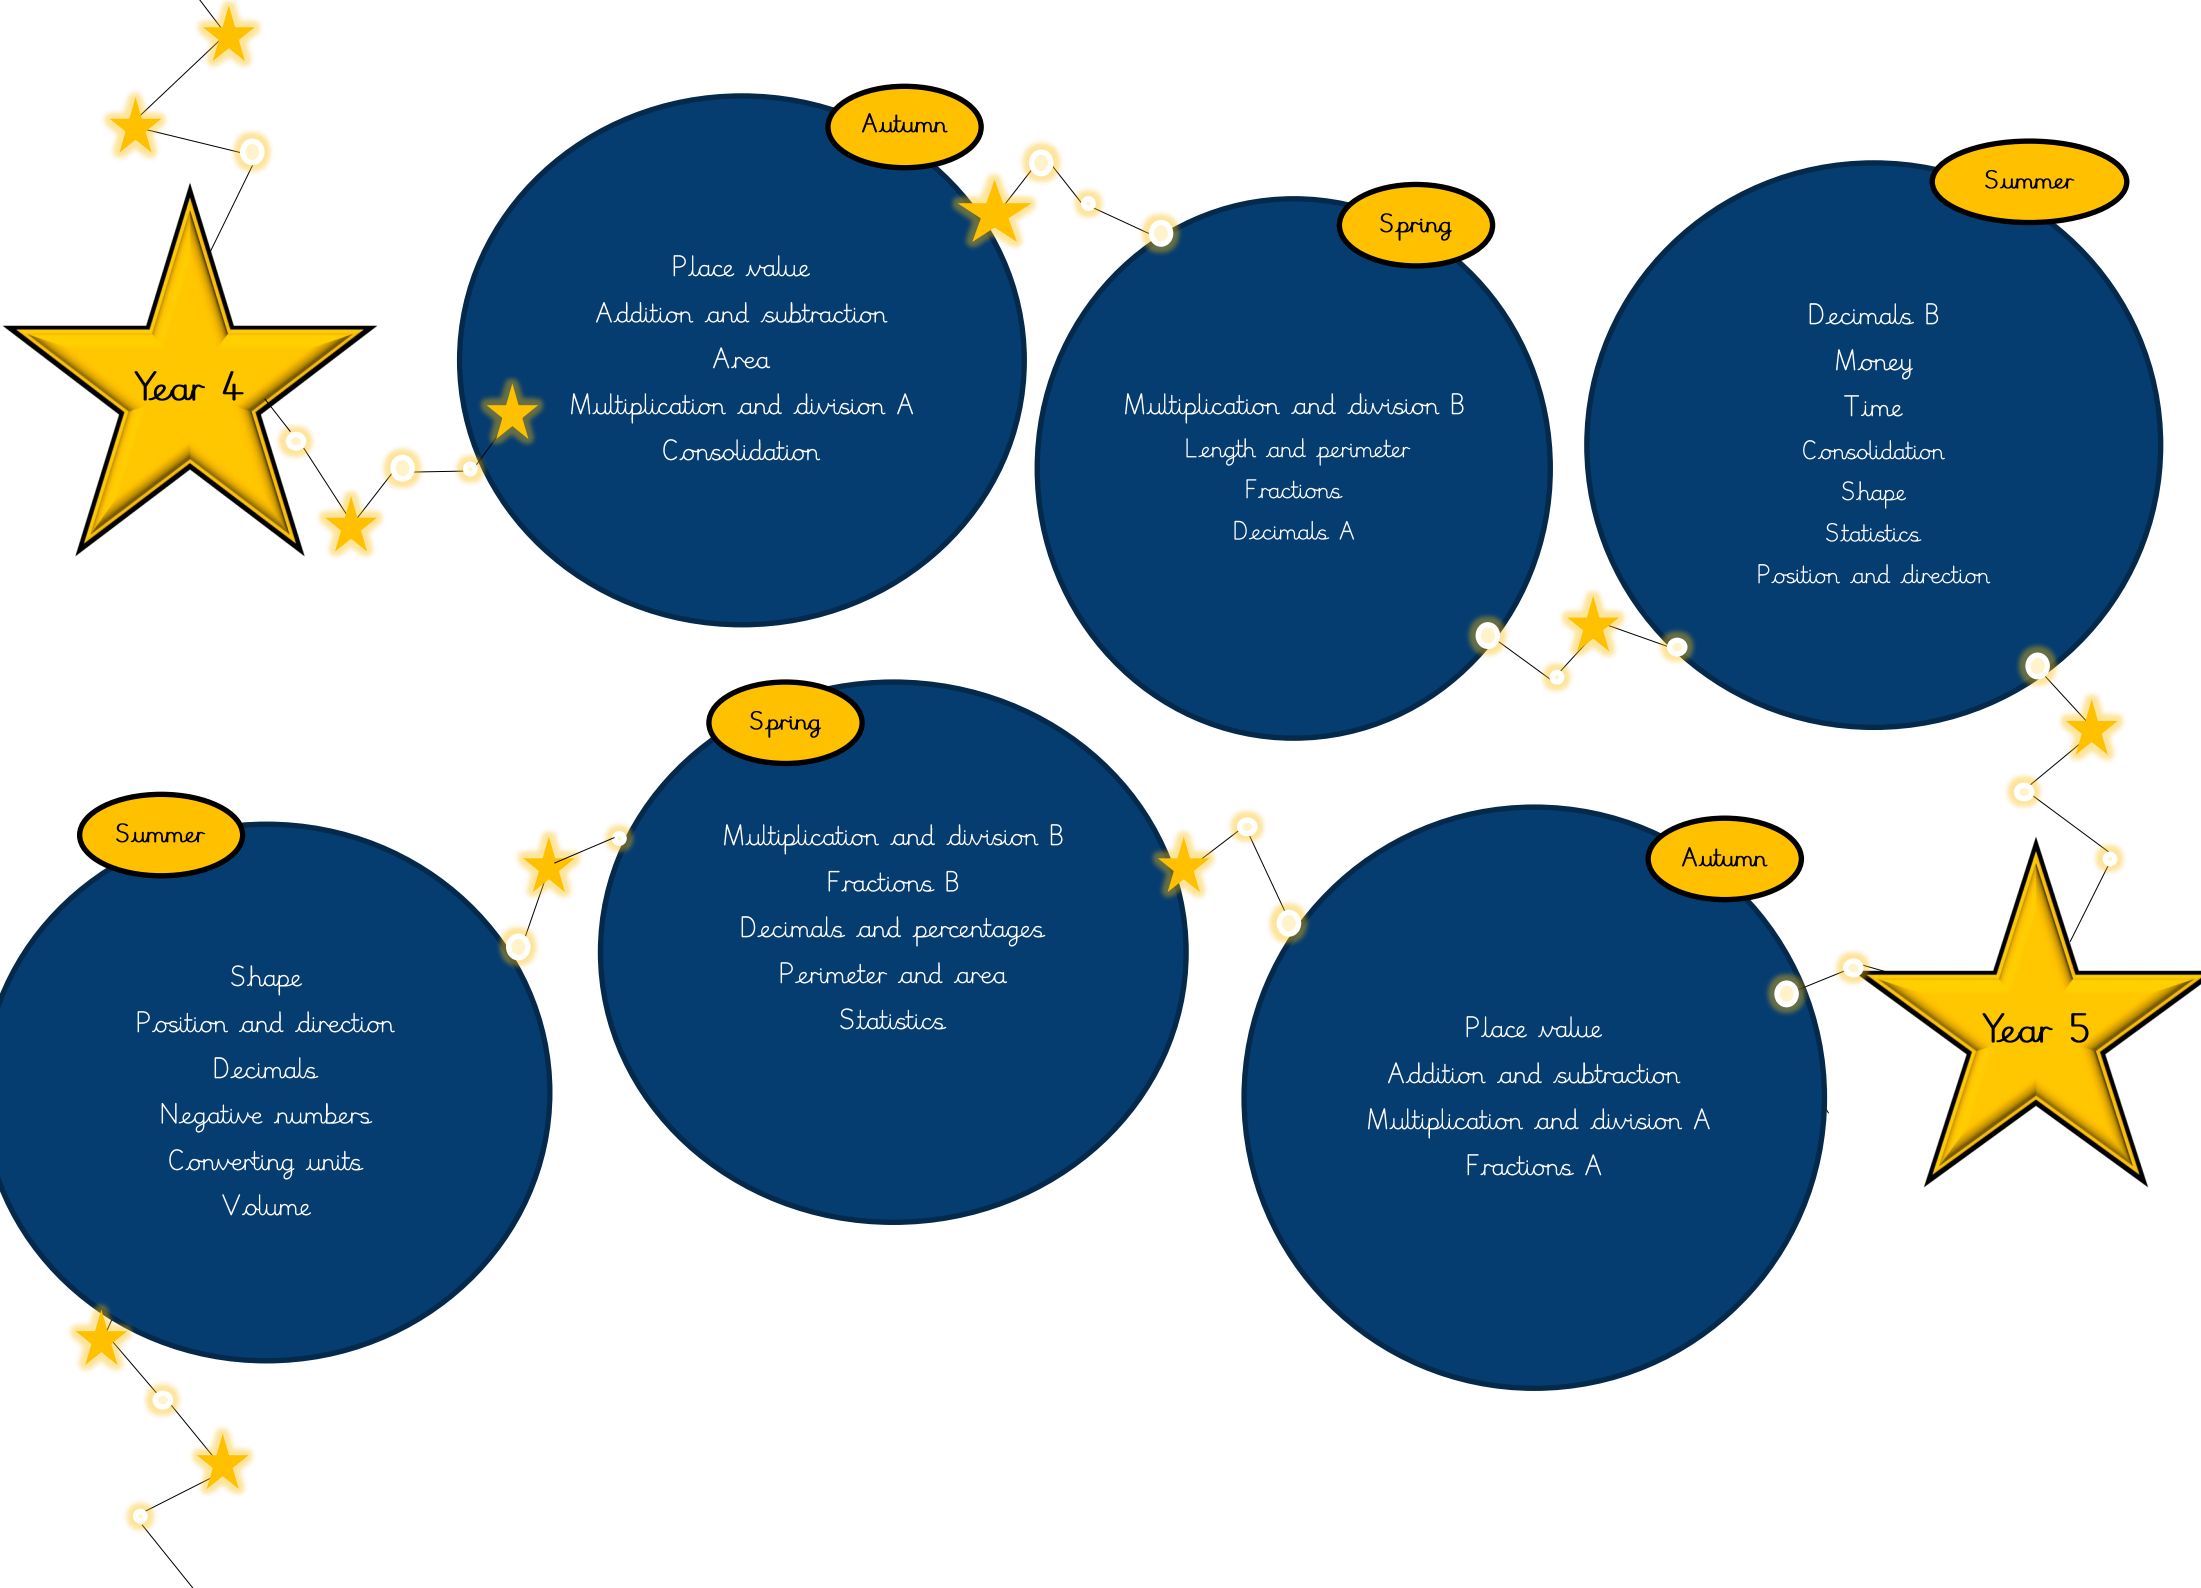 Year 4
Autumn
Place value
Addition and subtraction
Area
Multiplication and division A
Consolidation
Spring
Multiplication and division B
Length and perimeter
Fractions
Decimals A
Summer
Decimals B
Money
Time
Consolidation
Shape
Statistics
Position and direction
Year 5
Autumn
Place value
Addition and subtraction
Multiplication and division A
Fractions A
Spring
Multiplication and division B
Fractions B
Decimals and percentages
Perimeter and area
Statistics
Summer
Shape
Position and direction
Decimals
Negative numbers
Converting units
Volume